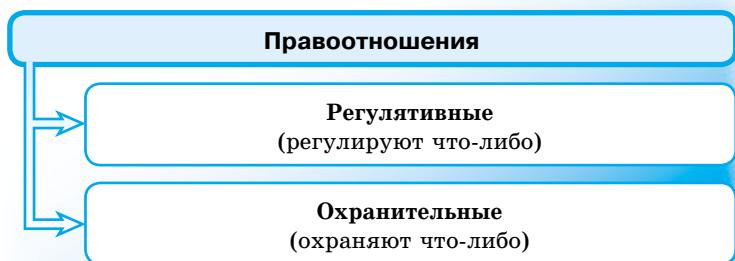 Правоотношения
Регулятивные
(регулируют что-либо)
Охранительные
(охраняют что-либо)